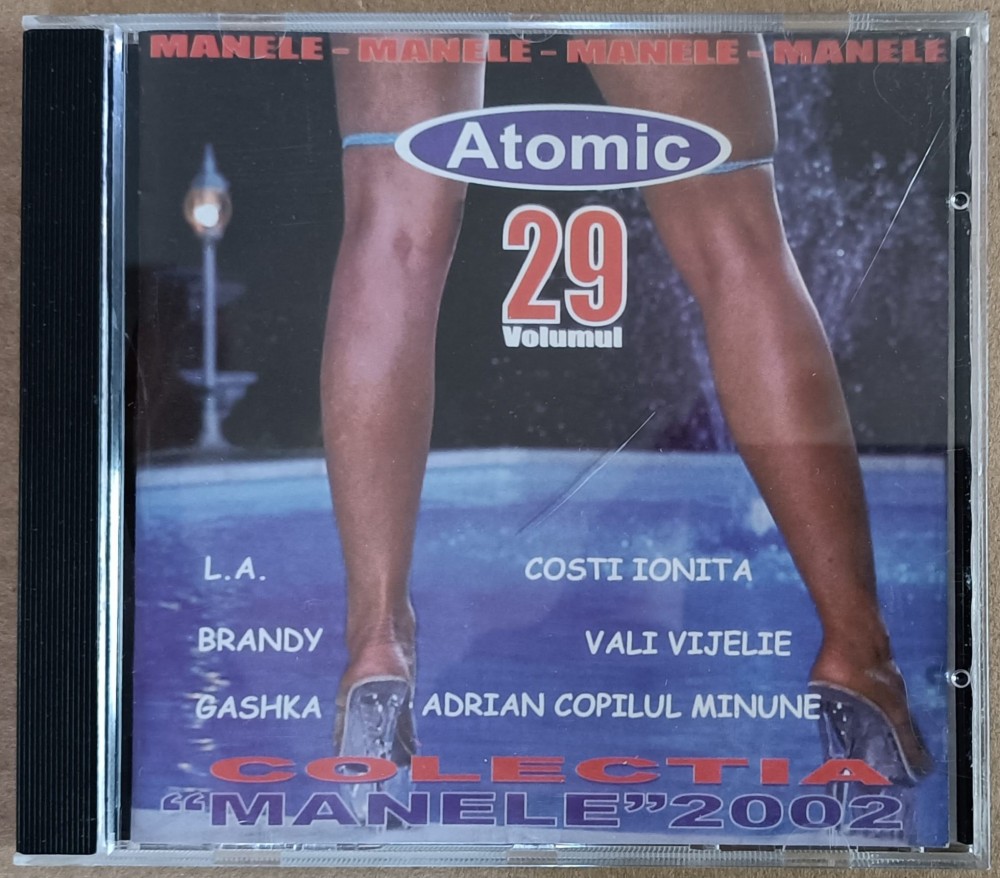 MANELE - MANELE - MANELE - MANELE
Atomic
29
Volumul
L.A.
COSTI IONITA
BRANDY
VALI VIJELIE
GASHKA
ADRIAN COPILUL MINUNE
COLECTIA
“MANELE”2002